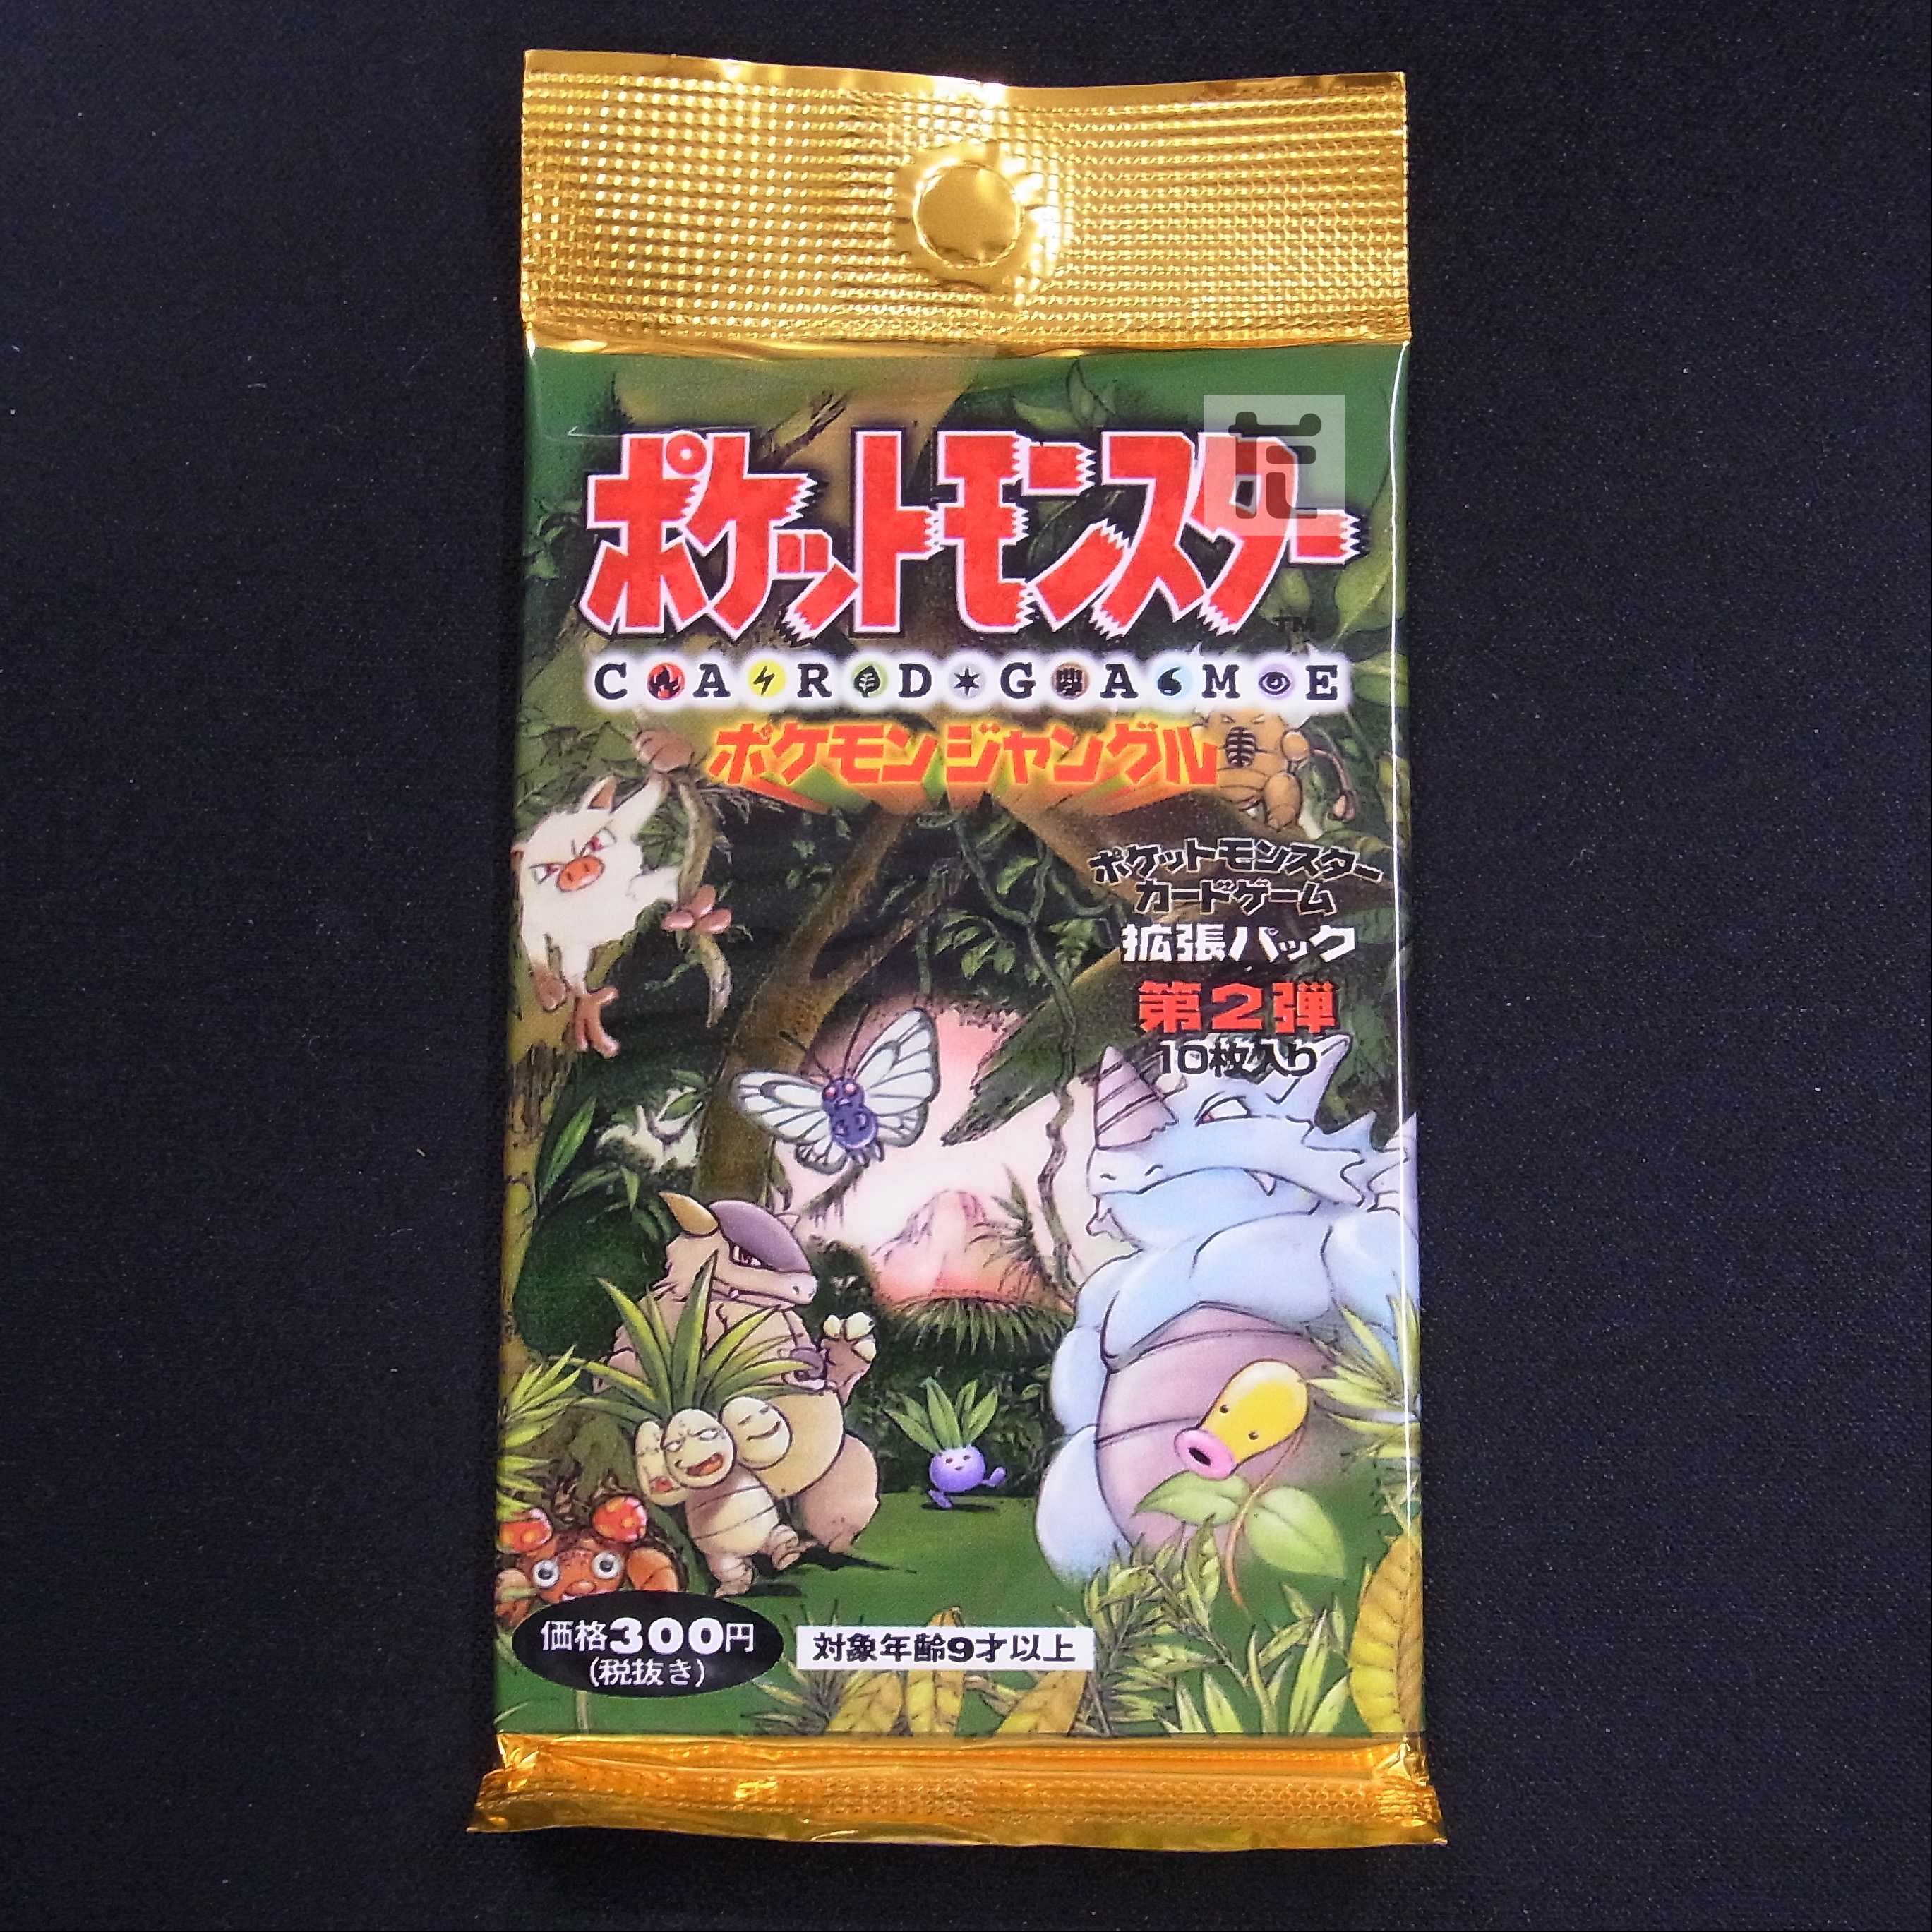 ポケットモンスター
TM
CARD GAME
ポケモンジャングル
ポケットモンスター
カードゲーム
拡張パック
第2弾
10枚入り
価格300円
(税抜き)
対象年齢9才以上